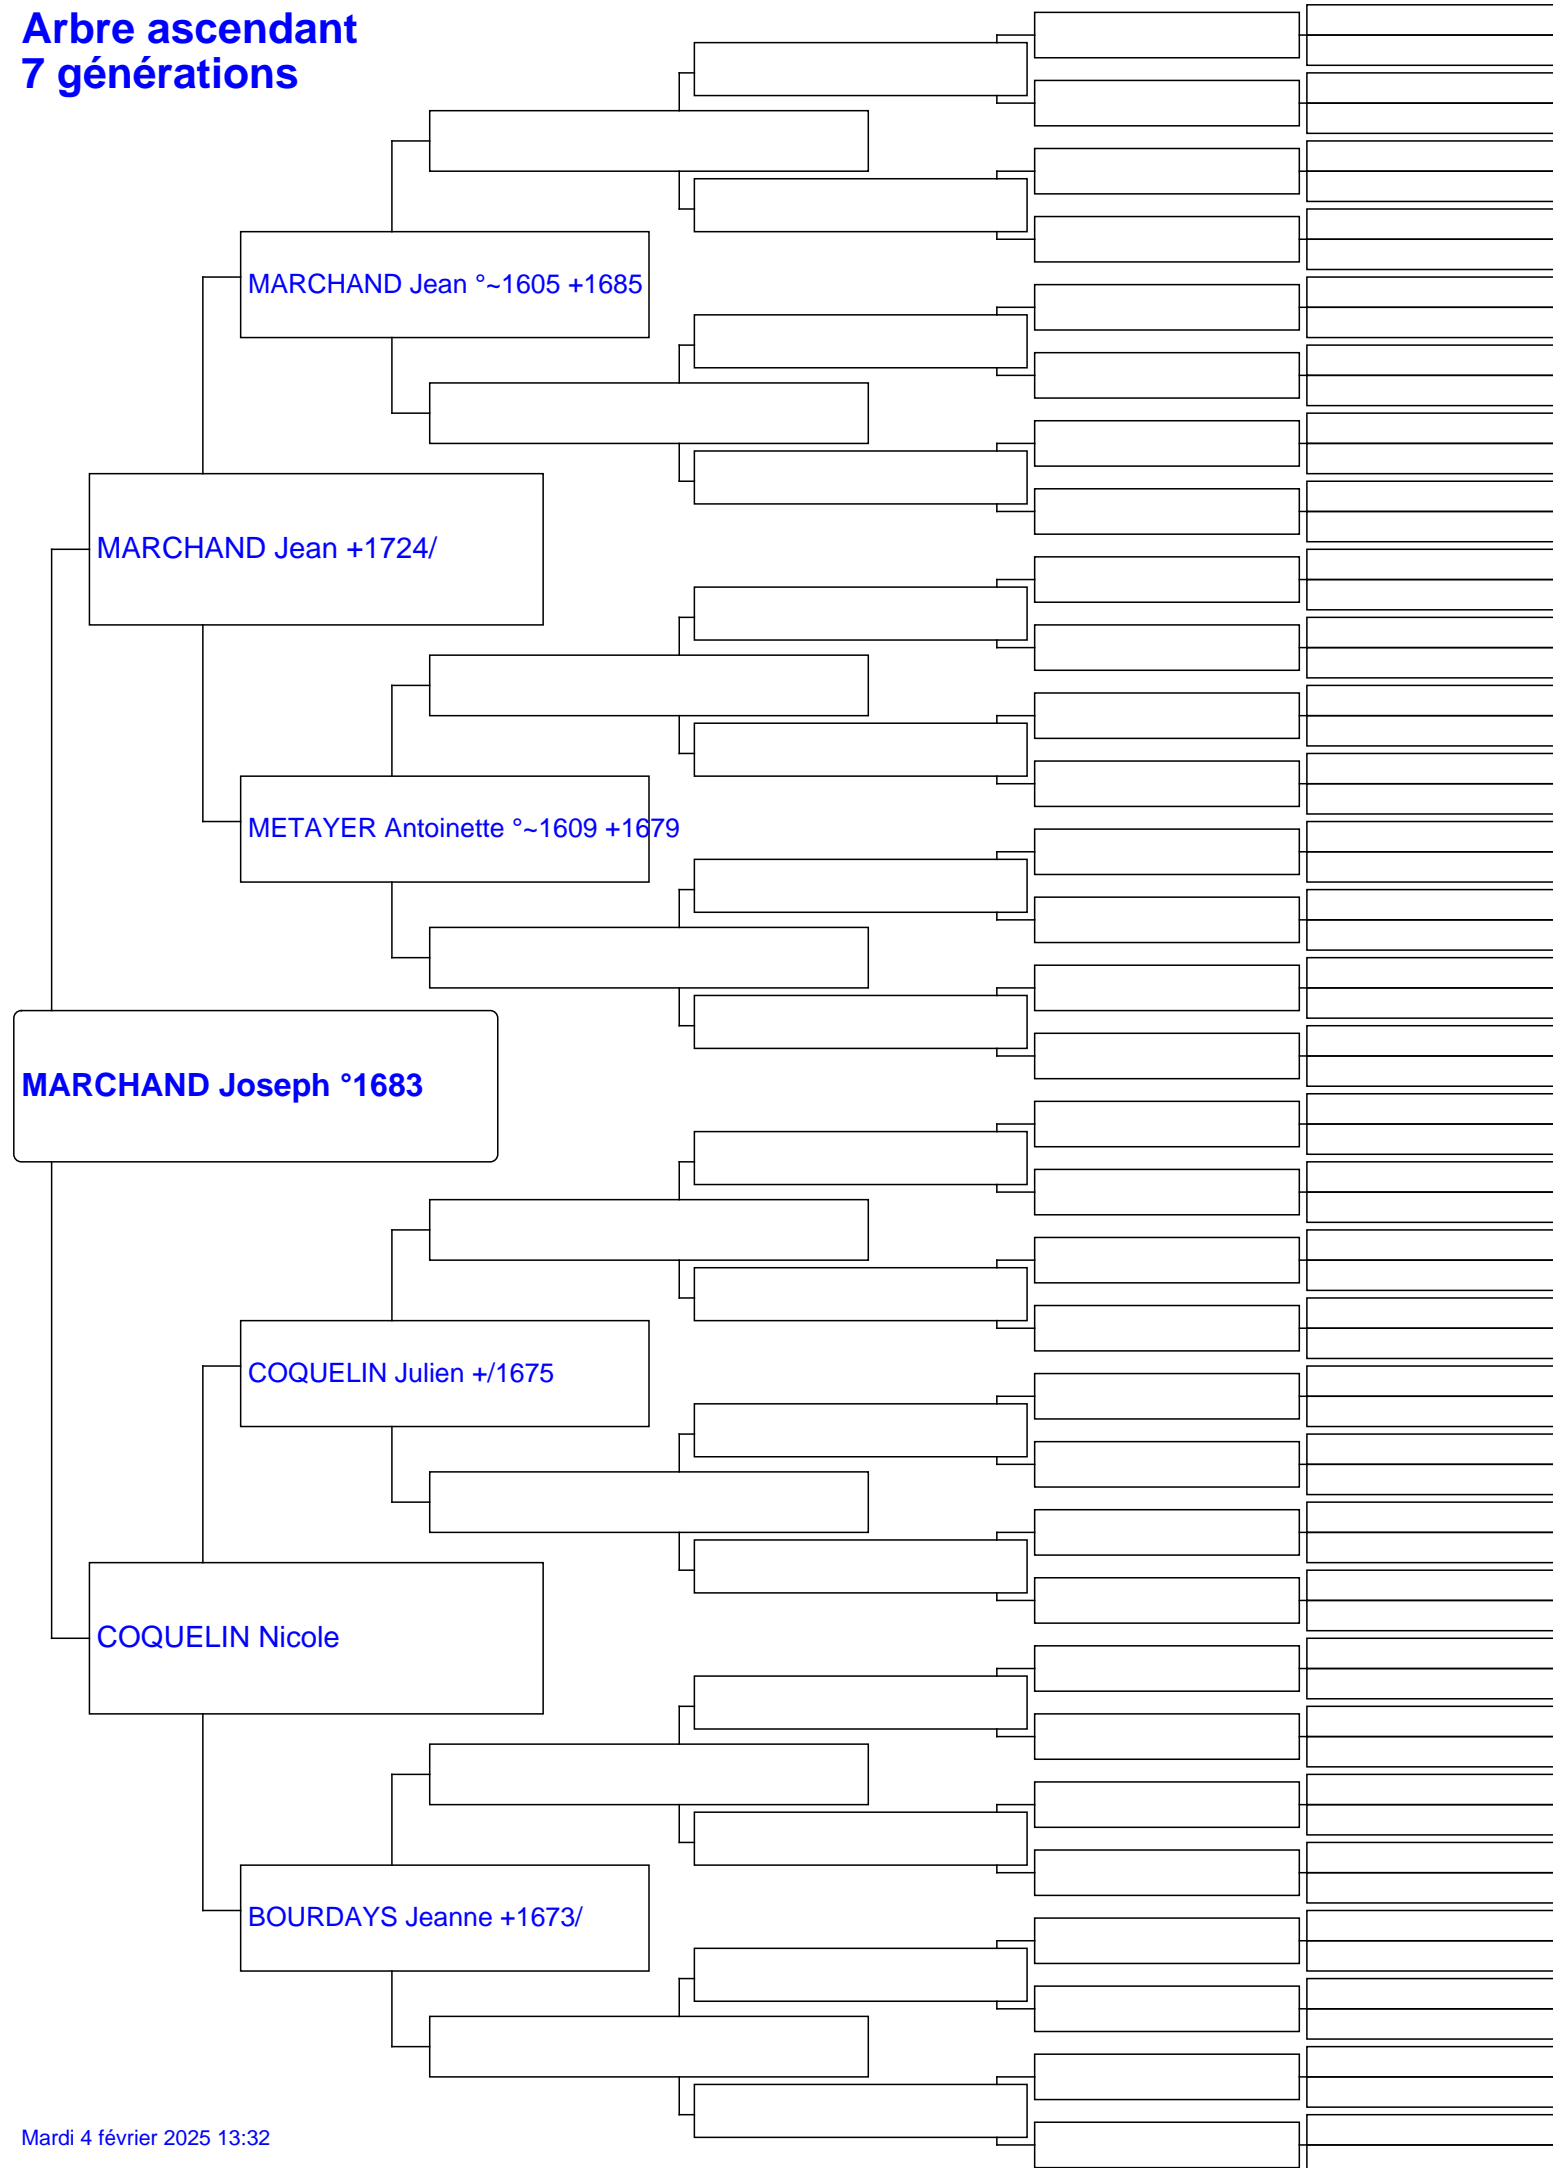 Arbre ascendant
7 générations
MARCHAND Jean °~1605 +1685
MARCHAND Jean +1724/
METAYER Antoinette °~1609 +1679
MARCHAND Joseph °1683
COQUELIN Julien +/1675
COQUELIN Nicole
BOURDAYS Jeanne +1673/
Mardi 4 février 2025 13:32